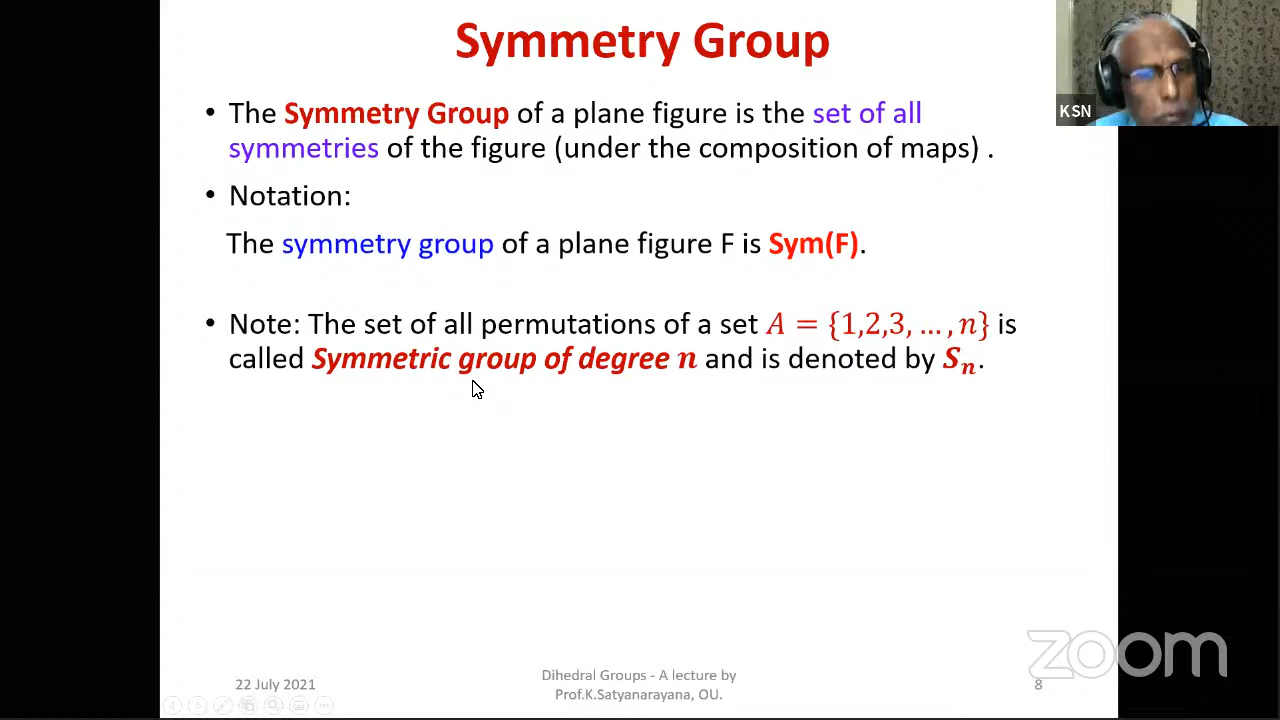 Symmetry Group
KSN
• The Symmetry Group of a plane figure is the set of all
symmetries of the figure (under the composition of maps) .
• Notation:
The symmetry group of a plane figure F is Sym(F).
• Note: The set of all permutations of a set A = {1,2,3, … , n} is
called Symmetric group of degree n and is denoted by Sₙ.
zoom
22 July 2021
Dihedral Groups - A lecture by
Prof.K.Satyanarayana, OU.
8